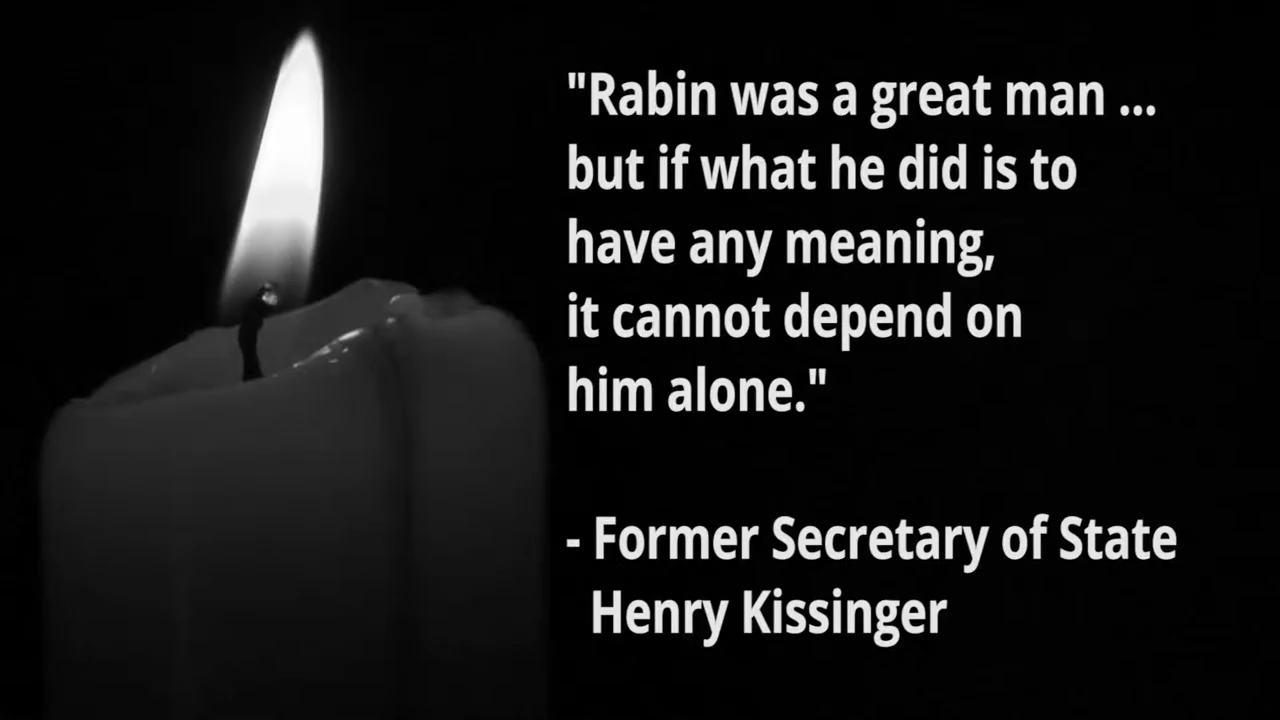 "Rabin was a great man ...
but if what he did is to
have any meaning,
it cannot depend on
him alone."
- Former Secretary of State
Henry Kissinger